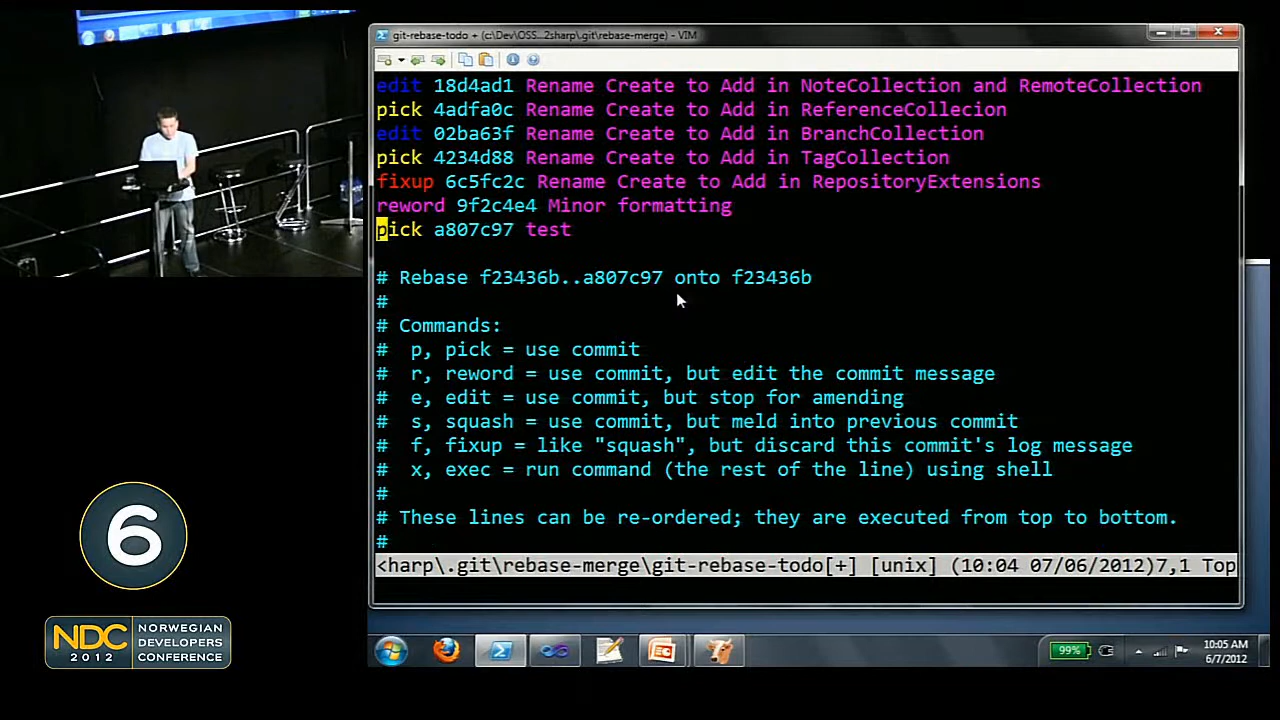 git-rebase-todo + (c:\Dev\OSS...2sharp\.git\rebase-merge) - VIM
edit 18d4ad1 Rename Create to Add in NoteCollection and RemoteCollection
pick 4adfa0c Rename Create to Add in ReferenceCollecion
edit 02ba63f Rename Create to Add in BranchCollection
pick 4234d88 Rename Create to Add in TagCollection
fixup 6c5fc2c Rename Create to Add in RepositoryExtensions
reword 9f2c4e4 Minor formatting
pick a807c97 test
# Rebase f23436b..a807c97 onto f23436b
#
# Commands:
#  p, pick = use commit
#  r, reword = use commit, but edit the commit message
#  e, edit = use commit, but stop for amending
#  s, squash = use commit, but meld into previous commit
#  f, fixup = like "squash", but discard this commit's log message
#  x, exec = run command (the rest of the line) using shell
#
# These lines can be re-ordered; they are executed from top to bottom.
#
<harp\.git\rebase-merge\git-rebase-todo[+] [unix] (10:04 07/06/2012)7,1 Top
99%
10:05 AM
6/7/2012
6
NDC
2012
NORWEGIAN
DEVELOPERS
CONFERENCE